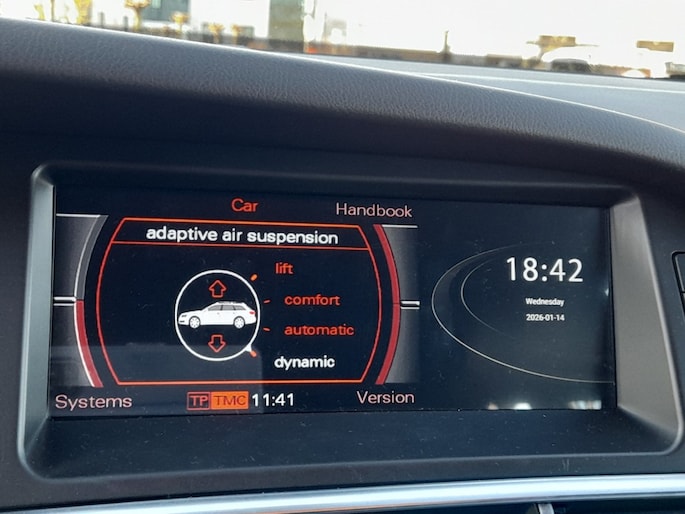 Car
Handbook
adaptive air suspension
lift
comfort
automatic
dynamic
Systems
TP TMC 11:41
Version
18:42
Wednesday
2026-01-14